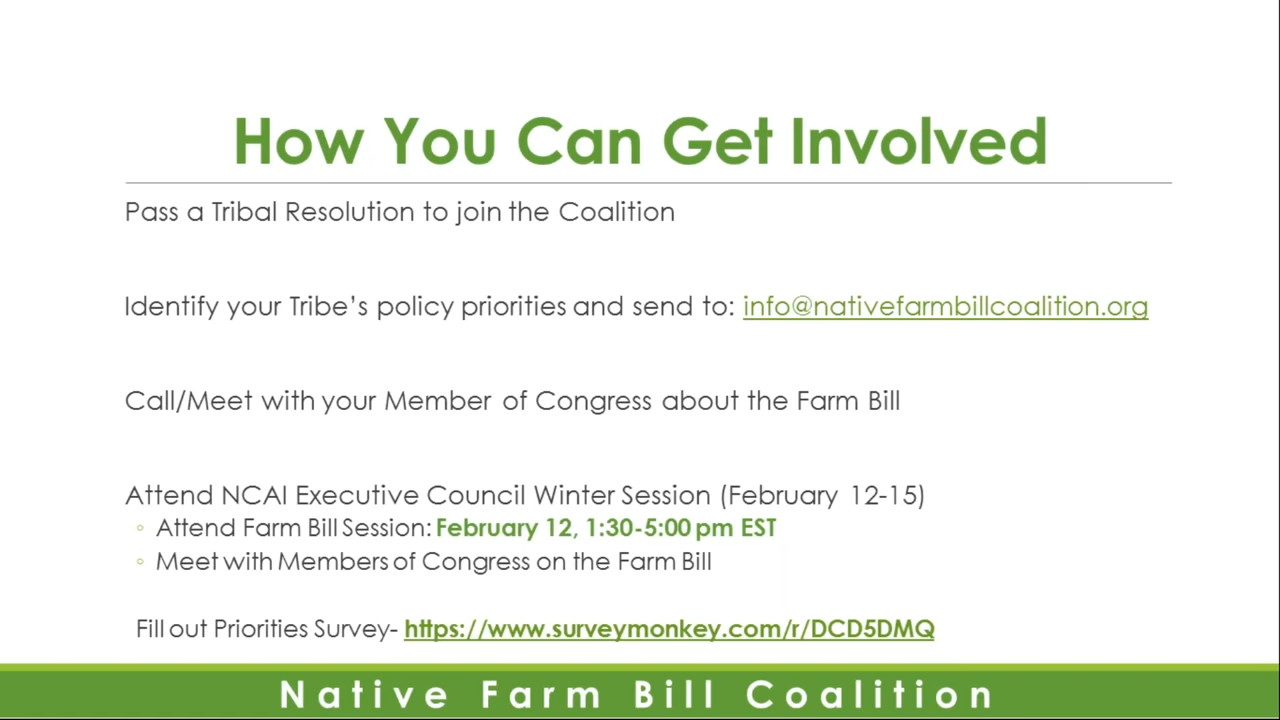 How You Can Get Involved
Pass a Tribal Resolution to join the Coalition
Identify your Tribe’s policy priorities and send to: info@nativefarmbillcoalition.org
Call/Meet with your Member of Congress about the Farm Bill
Attend NCAI Executive Council Winter Session (February 12-15)
◦ Attend Farm Bill Session: February 12, 1:30-5:00 pm EST
◦ Meet with Members of Congress on the Farm Bill
Fill out Priorities Survey- https://www.surveymonkey.com/r/DCD5DMQ
Native Farm Bill Coalition